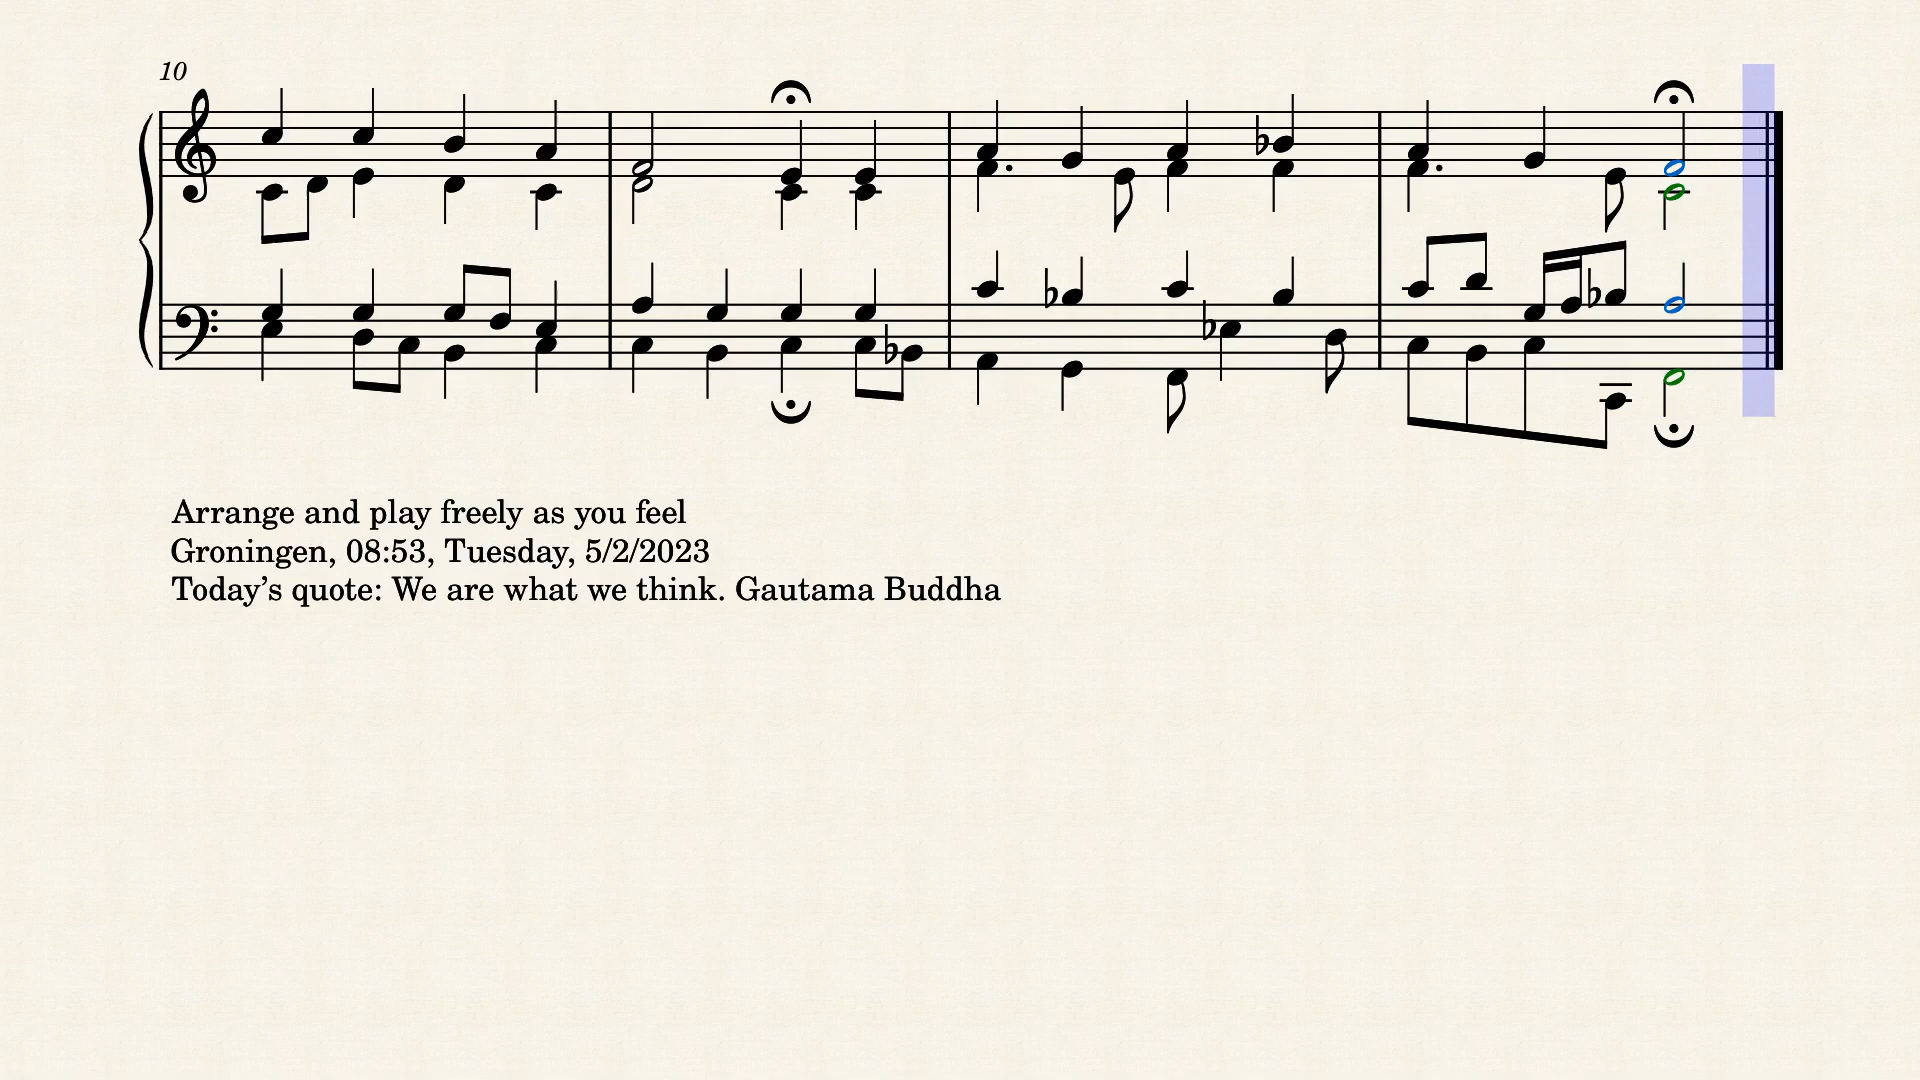 10
Arrange and play freely as you feel
Groningen, 08:53, Tuesday, 5/2/2023
Today’s quote: We are what we think. Gautama Buddha